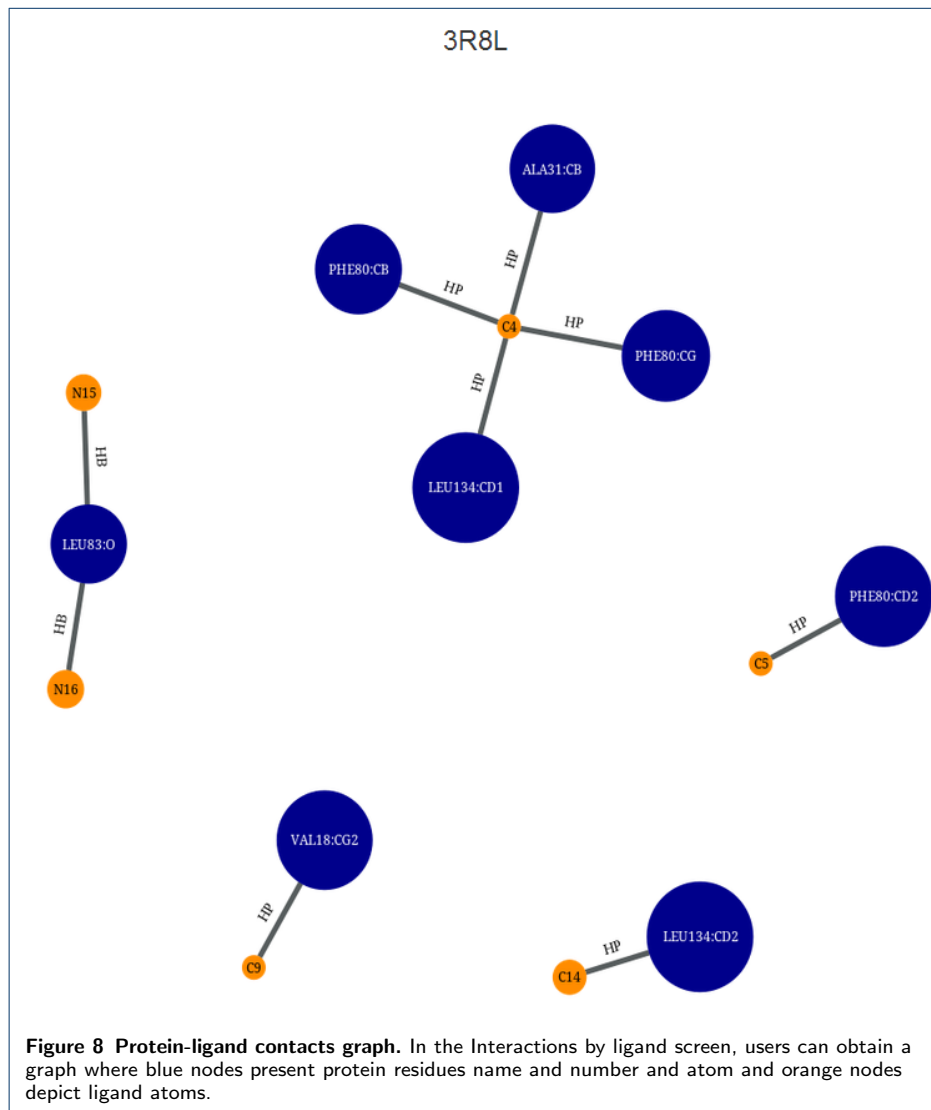 3R8L
ALA31:CB
PHE80:CB
HP
HP
C4
HP
PHE80:CG
HP
LEU134:CD1
N15
HB
LEU83:O
HB
N16
PHE80:CD2
HP
C5
VAL18:CG2
HP
C9
LEU134:CD2
HP
C14
Figure 8 Protein-ligand contacts graph. In the Interactions by ligand screen, users can obtain a
graph where blue nodes present protein residues name and number and atom and orange nodes
depict ligand atoms.